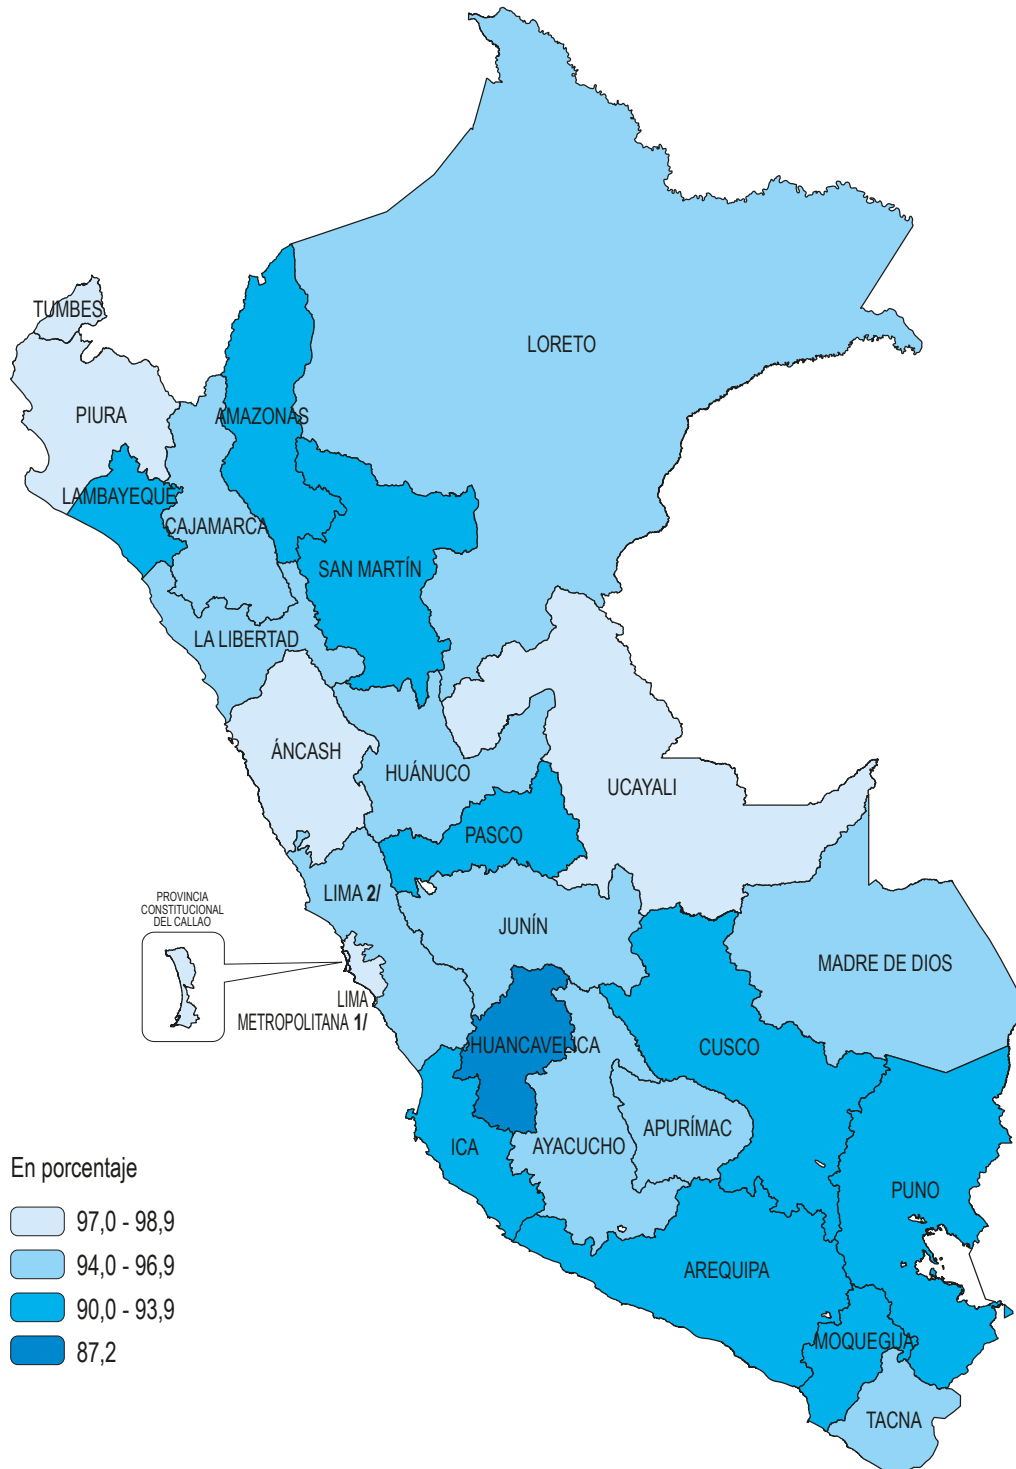 TUMBES
LORETO
PIURA
AMAZONAS
LAMBAYEQUE
CAJAMARCA
SAN MARTÍN
LA LIBERTAD
ÁNCASH
HUÁNUCO
UCAYALI
PASCO
LIMA 2/
PROVINCIA
CONSTITUCIONAL
DEL CALLAO
JUNÍN
MADRE DE DIOS
LIMA
METROPOLITANA 1/
HUANCAVELICA
CUSCO
APURÍMAC
ICA
AYACUCHO
PUNO
AREQUIPA
MOQUEGUA
TACNA
En porcentaje
97,0 - 98,9
94,0 - 96,9
90,0 - 93,9
87,2